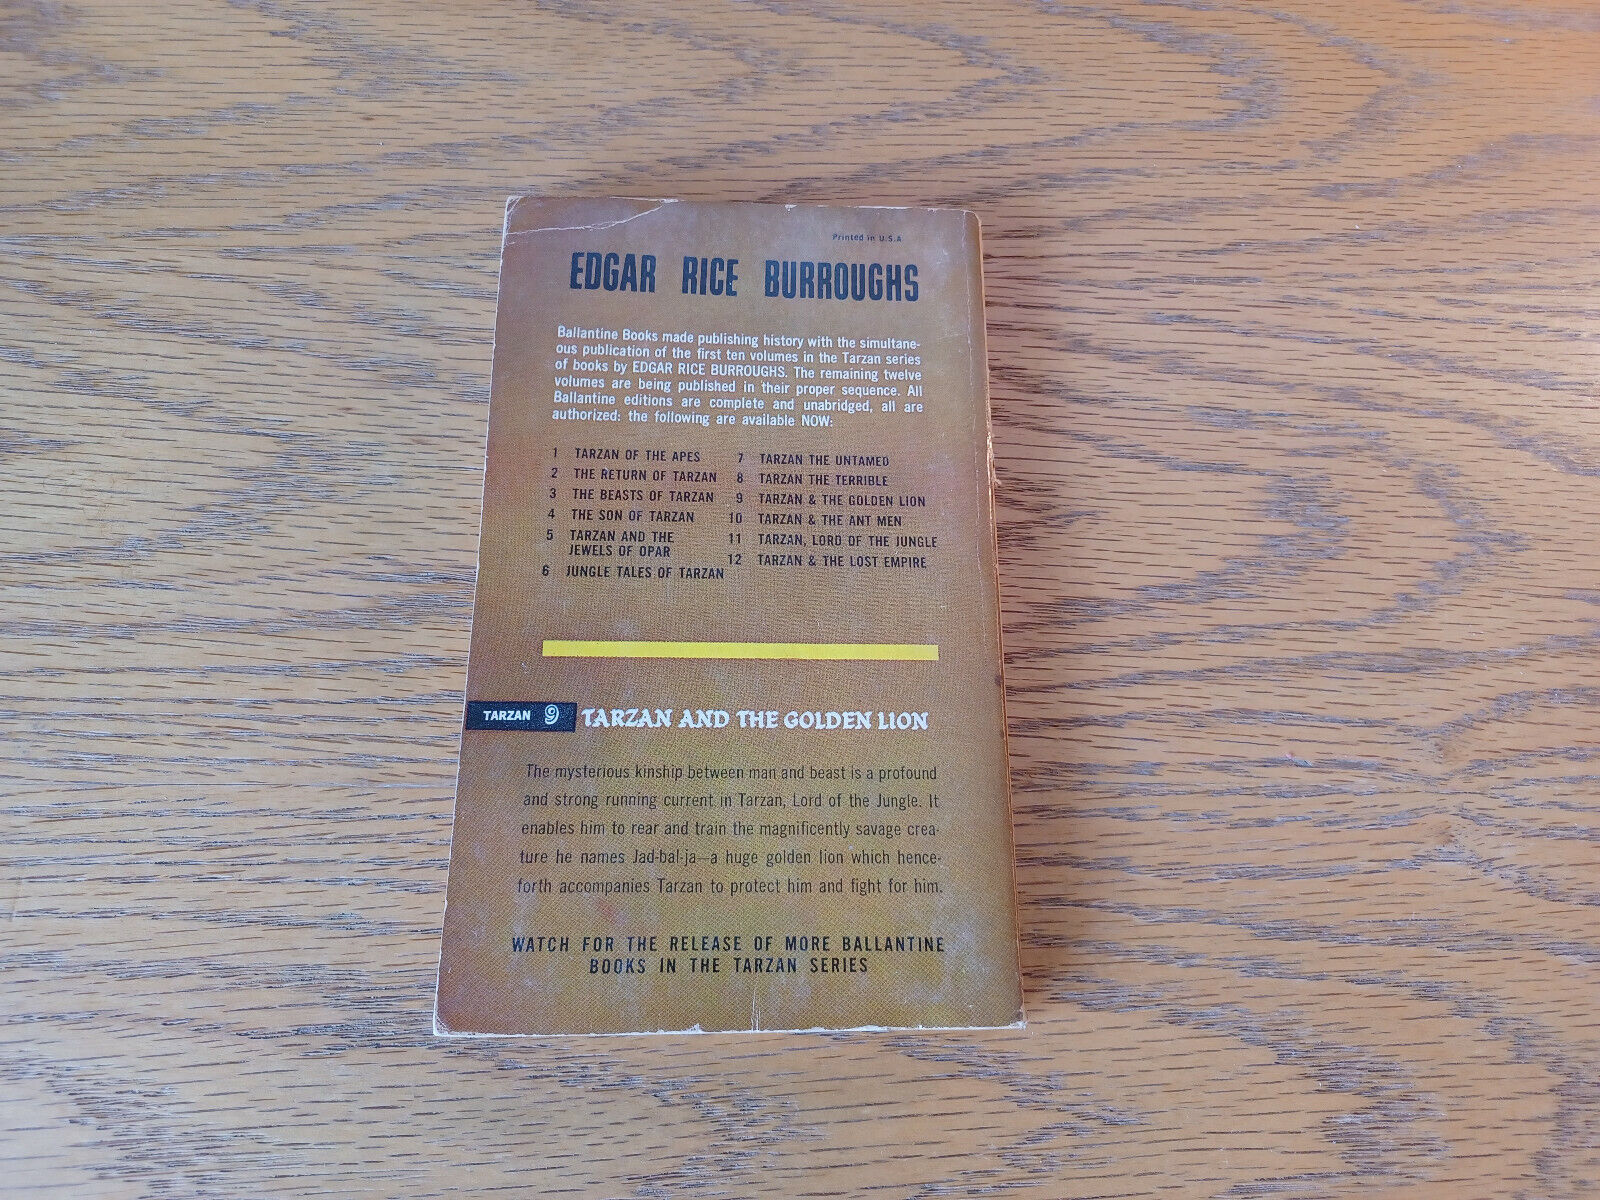 Printed in U.S.A
EDGAR RICE BURROUGHS
Ballantine Books made publishing history with the simultane-
ous publication of the first ten volumes in the Tarzan series
of books by EDGAR RICE BURROUGHS. The remaining twelve
volumes are being published in their proper sequence. All
Ballantine editions are complete and unabridged, all are
authorized: the following are available NOW:
1 TARZAN OF THE APES
2 THE RETURN OF TARZAN
3 THE BEASTS OF TARZAN
4 THE SON OF TARZAN
5 TARZAN AND THE
JEWELS OF OPAR
6 JUNGLE TALES OF TARZAN
7 TARZAN THE UNTAMED
8 TARZAN THE TERRIBLE
9 TARZAN & THE GOLDEN LION
10 TARZAN & THE ANT MEN
11 TARZAN, LORD OF THE JUNGLE
12 TARZAN & THE LOST EMPIRE
TARZAN 9 TARZAN AND THE GOLDEN LION
The mysterious kinship between man and beast is a profound
and strong running current in Tarzan, Lord of the Jungle. It
enables him to rear and train the magnificently savage crea-
ture he names Jad-bal-ja—a huge golden lion which hence-
forth accompanies Tarzan to protect him and fight for him.
WATCH FOR THE RELEASE OF MORE BALLANTINE
BOOKS IN THE TARZAN SERIES